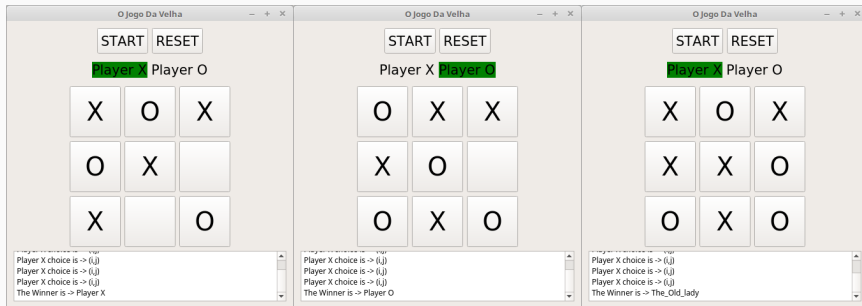 O Jogo Da Velha
START RESET
Player X Player O
X O X
O X
X O
Player X choice is -> (i,j)
Player X choice is -> (i,j)
Player X choice is -> (i,j)
The Winner is -> Player X
O Jogo Da Velha
START RESET
Player X Player O
O X X
X O
O X O
Player X choice is -> (i,j)
Player X choice is -> (i,j)
Player X choice is -> (i,j)
The Winner is -> Player O
O Jogo Da Velha
START RESET
Player X Player O
X O X
X X O
O X O
Player X choice is -> (i,j)
Player X choice is -> (i,j)
Player X choice is -> (i,j)
The Winner is -> The_Old_lady